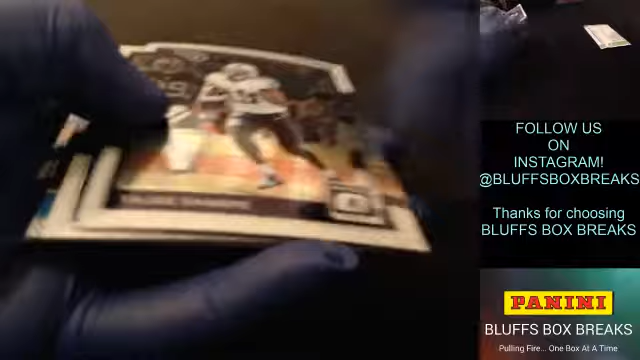 FOLLOW US
ON
INSTAGRAM!
@BLUFFSBOXBREAKS
Thanks for choosing
BLUFFS BOX BREAKS
PANINI
BLUFFS BOX BREAKS
Pulling Fire... One Box At A Time